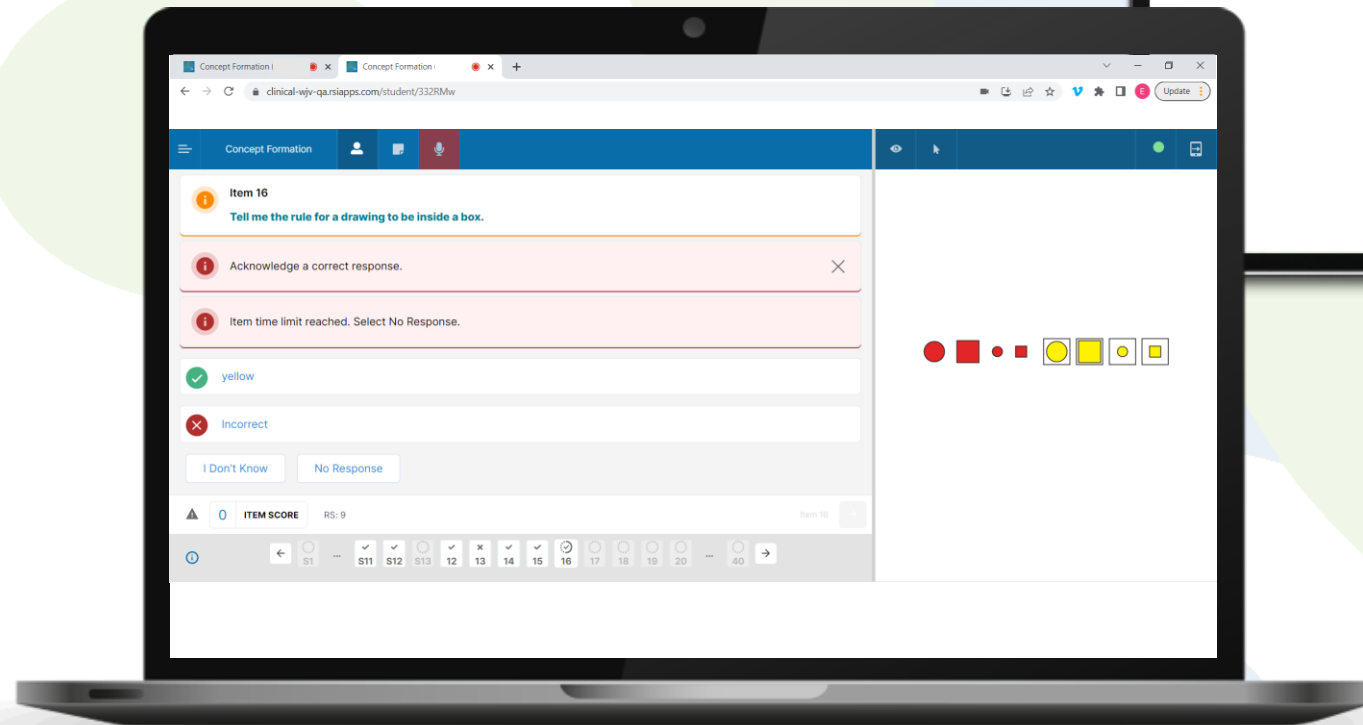 Concept Formation
Concept Formation
Update
clinical-wjv-qa.rsiapps.com/student/332RMw
E
Concept Formation
Item 16
Tell me the rule for a drawing to be inside a box.
Acknowledge a correct response.
Item time limit reached. Select No Response.
yellow
Incorrect
I Don't Know
No Response
0 ITEM SCORE RS: 9 Item 16
S1 ... S11 S12 S13 12 13 14 15 16 17 18 19 20 ... 40